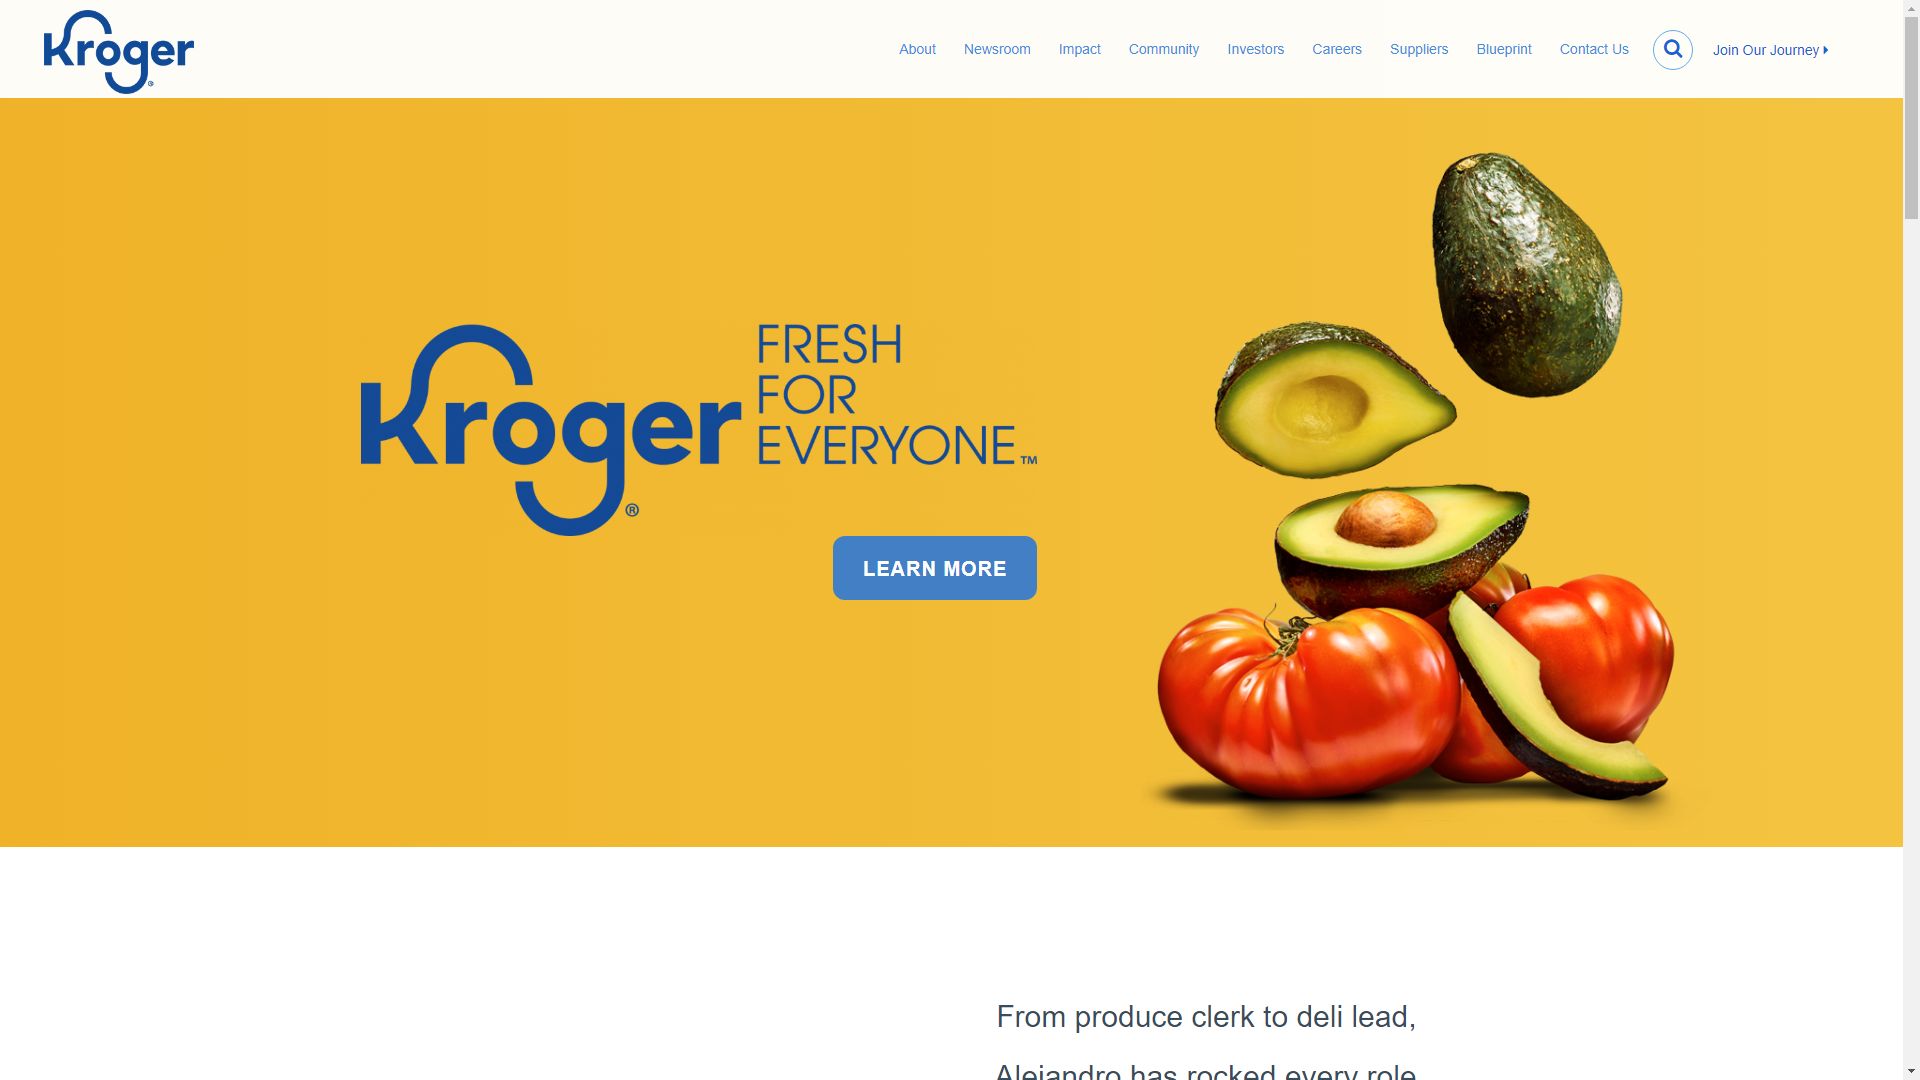 Kroger®
About Newsroom Impact Community Investors Careers Suppliers Blueprint Contact Us Join Our Journey
Kroger®
FRESH
FOR
EVERYONE™
LEARN MORE
From produce clerk to deli lead,
Alejandro has rocked every role